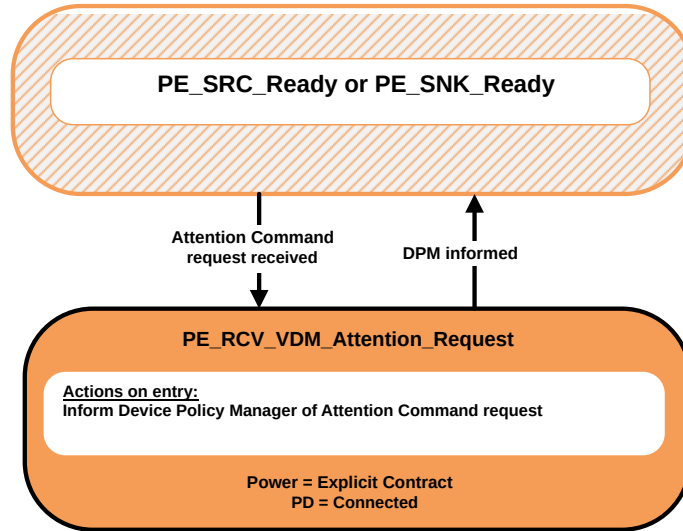 PE_SRC_Ready or PE_SNK_Ready
Attention Command
request received
DPM informed
PE_RCV_VDM_Attention_Request
Actions on entry:
Inform Device Policy Manager of Attention Command request
Power = Explicit Contract
PD = Connected